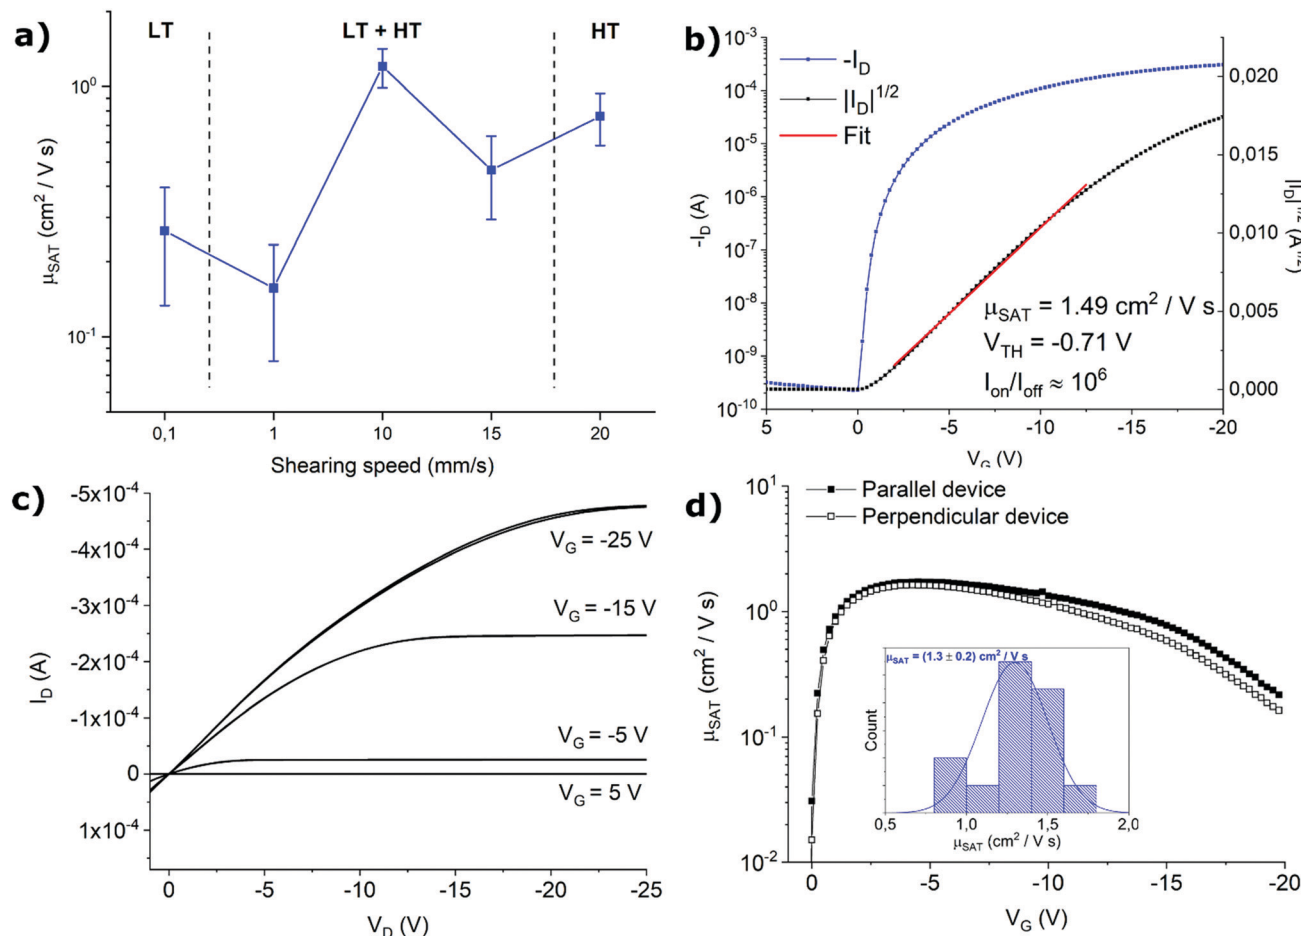 a)
LT
LT + HT
HT
10⁰
10⁻¹
μSAT (cm² / V s)
0,1
1
10
15
20
Shearing speed (mm/s)
b)
-ID
|ID|^1/2
Fit
10⁻³
10⁻⁴
10⁻⁵
10⁻⁶
10⁻⁷
10⁻⁸
10⁻⁹
10⁻¹⁰
-ID (A)
0,020
0,015
0,010
0,005
0,000
|ID|^1/2 (A^1/2)
μSAT = 1.49 cm² / V s
VTH = -0.71 V
Ion/Ioff ≈ 10⁶
5
0
-5
-10
-15
-20
VG (V)
c)
-5x10⁻⁴
-4x10⁻⁴
-3x10⁻⁴
-2x10⁻⁴
-1x10⁻⁴
0
1x10⁻⁴
ID (A)
VG = -25 V
VG = -15 V
VG = -5 V
VG = 5 V
0
-5
-10
-15
-20
-25
VD (V)
d)
Parallel device
Perpendicular device
10¹
10⁰
10⁻¹
10⁻²
μSAT (cm² / V s)
μSAT = (1.3 ± 0.2) cm² / V s
Count
0,5
1,0
1,5
2,0
μSAT (cm² / V s)
0
-5
-10
-15
-20
VG (V)